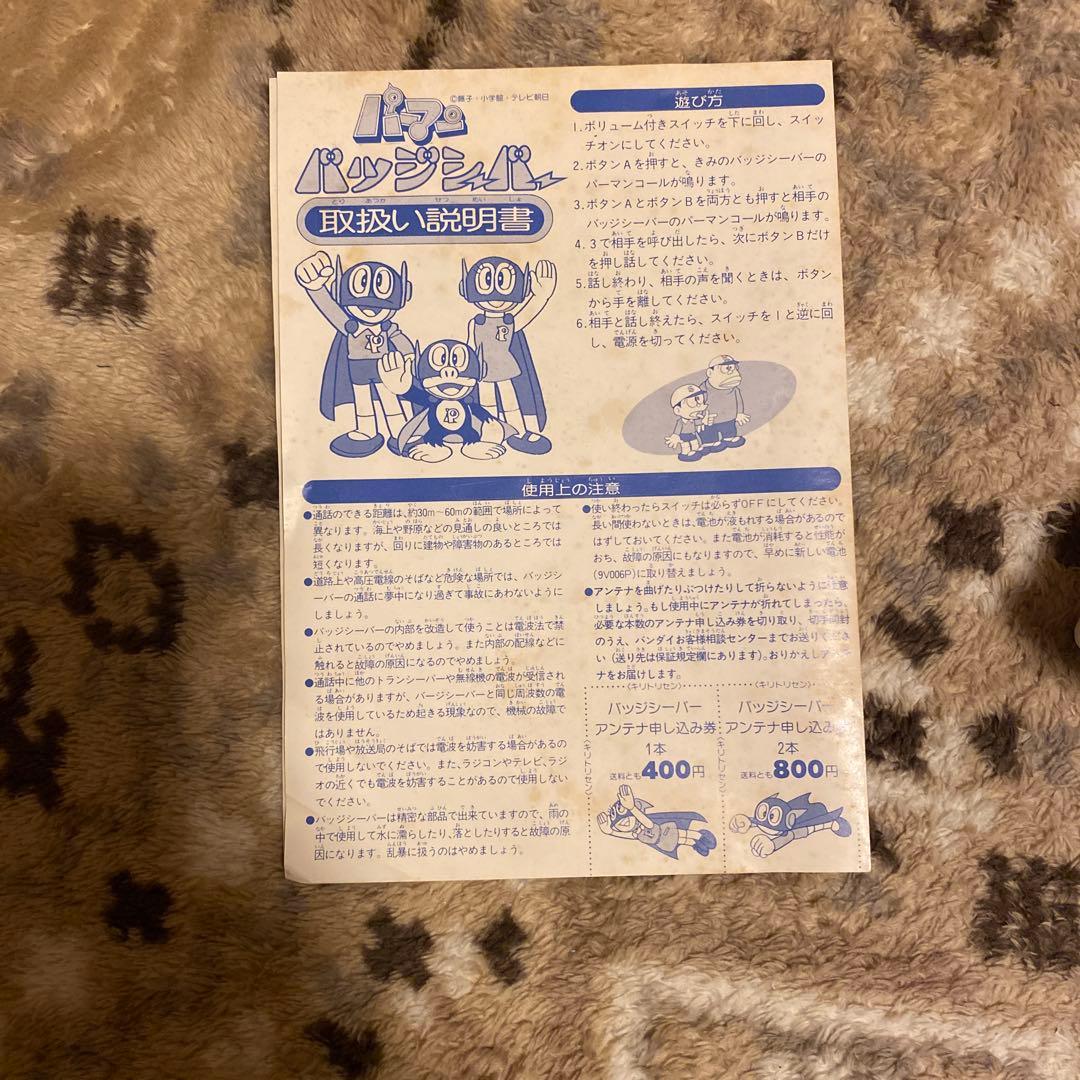 ©藤子・小学館・テレビ朝日
パーマン
バッジシーバー
取扱い説明書
遊び方
1.ボリューム付きスイッチを下に回し、スイッ
チオンにしてください。
2.ボタンAを押すと、きみのバッジシーバーの
パーマンコールが鳴ります。
3.ボタンAとボタンBを両方とも押すと相手の
バッジシーバーのパーマンコールが鳴ります。
4.3で相手を呼び出したら、次にボタンBだけ
を押し話してください。
5.話し終わり、相手の声を聞くときは、ボタン
から手を離してください。
6.相手と話し終えたら、スイッチを1と逆に回
し、電源を切ってください。
使用上の注意
●通話のできる距離は、約30m〜60mの範囲で場所によって
異なります。海上や野原などの見通しの良いところでは
長くなりますが、回りに建物や障害物のあるところでは
短くなります。
●道路上や高圧電線のそばなど危険な場所では、バッジシ
ーバーの通話に夢中になり過ぎて事故にあわないように
しましょう。
●バッジシーバーの内部を改造して使うことは電波法で禁
止されているのでやめましょう。また内部の配線などに
触れると故障の原因になるのでやめましょう。
●通話中に他のトランシーバーや無線機の電波が受信され
る場合がありますが、バージシーバーと同じ周波数の電
波を使用しているため起きる現象なので、機械の故障で
はありません。
●飛行場や放送局のそばでは電波を妨害する場合があるの
で使用しないでください。また、ラジコンやテレビ、ラジ
オの近くでも電波を妨害することがあるので使用しない
でください。
●バッジシーバーは精密な部品で出来ていますので、雨の
中で使用して水に濡らしたり、落としたりすると故障の原
因になります。乱暴に扱うのはやめましょう。
●使い終わったらスイッチは必らずOFFにしてください。
長い間使わないときは、電池が液もれする場合があるので
はずしておいてください。また電池が消耗すると性能が
おち、故障の原因にもなりますので、早めに新しい電池
(9V006P)に取り替えましょう。
●アンテナを曲げたりぶつけたりして折らないように注意
しましょう。もし使用中にアンテナが折れてしまったら、
必要な本数のアンテナ申し込み券を切り取り、切手同封
のうえ、バンダイお客様相談センターまでお送りくださ
い(送り先は保証規定欄にあります)。おりかえしアンテ
ナをお届けします。
〈キリトリセン〉
バッジシーバー
アンテナ申し込み券
1本
送料とも400円
〈キリトリセン〉
〈キリトリセン〉
バッジシーバー
アンテナ申し込み券
2本
送料とも800円
〈キリトリセン〉